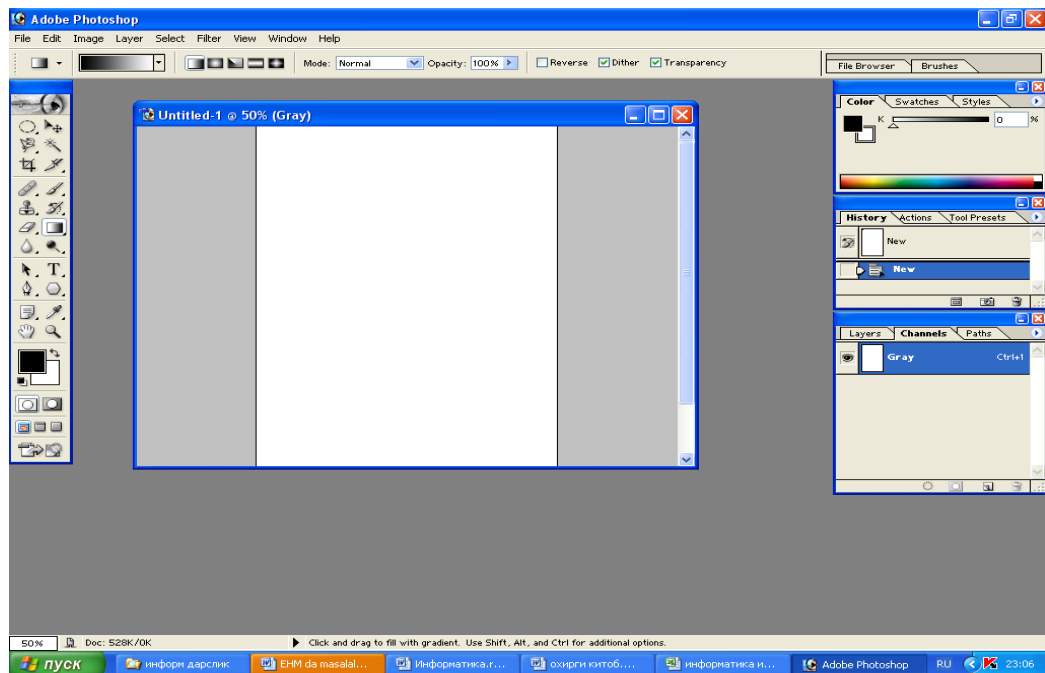 Adobe Photoshop
File Edit Image Layer Select Filter View Window Help
Mode: Normal Opacity: 100% Reverse Dither Transparency
File Browser Brushes
Untitled-1 @ 50% (Gray)
Color Swatches Styles
K 0 %
History Actions Tool Presets
New
New
Layers Channels Paths
Gray Ctrl+1
50% Doc: 528K/0K Click and drag to fill with gradient. Use Shift, Alt, and Ctrl for additional options.
пуск информ дарслик EHM da masalal... Информатика.r... охирги китоб.... информатика и... Adobe Photoshop RU 23:06